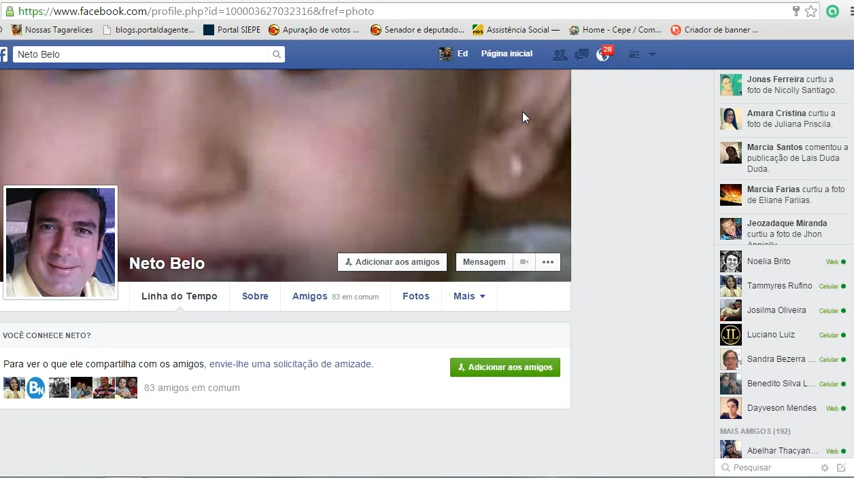 https://www.facebook.com/profile.php?id=100003627032316&fref=photo
Nossas Tagarelices
blogs.portaldagente...
Portal SIEPE
Apuração de votos ...
Senador e deputado...
Assistência Social —
Home - Cepe / Com...
Criador de banner ...
Neto Belo
Ed
Página inicial
28
Jonas Ferreira curtiu a
foto de Nicolly Santiago.
Amara Cristina curtiu a
foto de Juliana Priscila.
Marcia Santos comentou a
publicação de Lais Duda
Duda.
Marcia Farias curtiu a foto
de Eliane Fariias.
Jeozadaque Miranda
curtiu a foto de Jhon
Neto Belo
Adicionar aos amigos
Mensagem
Linha do Tempo
Sobre
Amigos 83 em comum
Fotos
Mais
VOCÊ CONHECE NETO?
Para ver o que ele compartilha com os amigos, envie-lhe uma solicitação de amizade.
Adicionar aos amigos
83 amigos em comum
Noelia Brito Web
Tammyres Rufino Celular
Josilma Oliveira Celular
Luciano Luiz Celular
Sandra Bezerra ... Celular
Benedito Silva L... Celular
Dayveson Mendes Web
MAIS AMIGOS (192)
Abelhar Thacyan... Web
Pesquisar